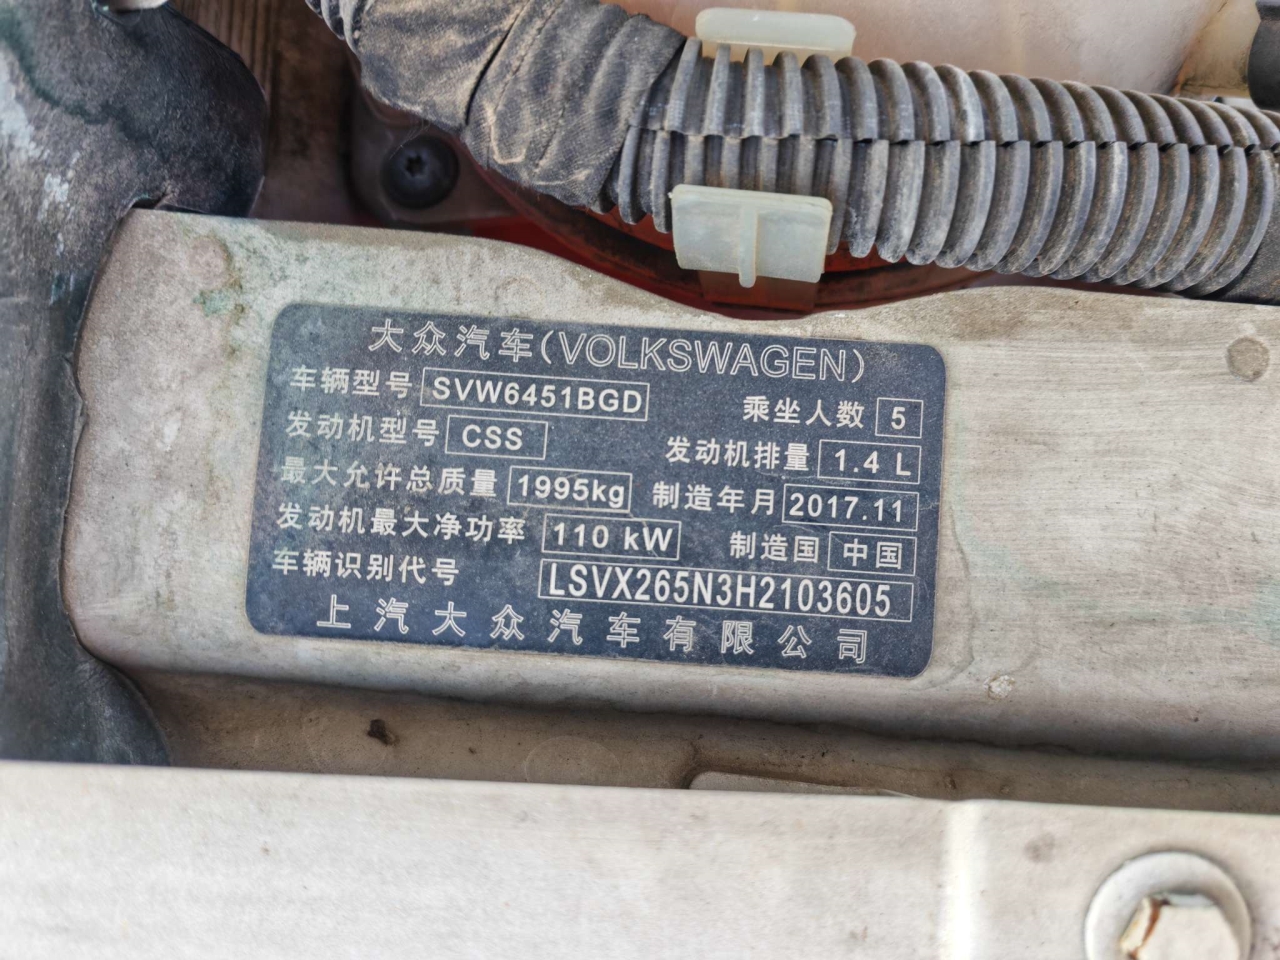 大众汽车(VOLKSWAGEN)
车辆型号 SVW6451BGD 乘坐人数 5
发动机型号 CSS 发动机排量 1.4 L
最大允许总质量 1995kg 制造年月 2017.11
发动机最大净功率 110 kW 制造国 中国
车辆识别代号 LSVX265N3H2103605
上汽大众汽车有限公司